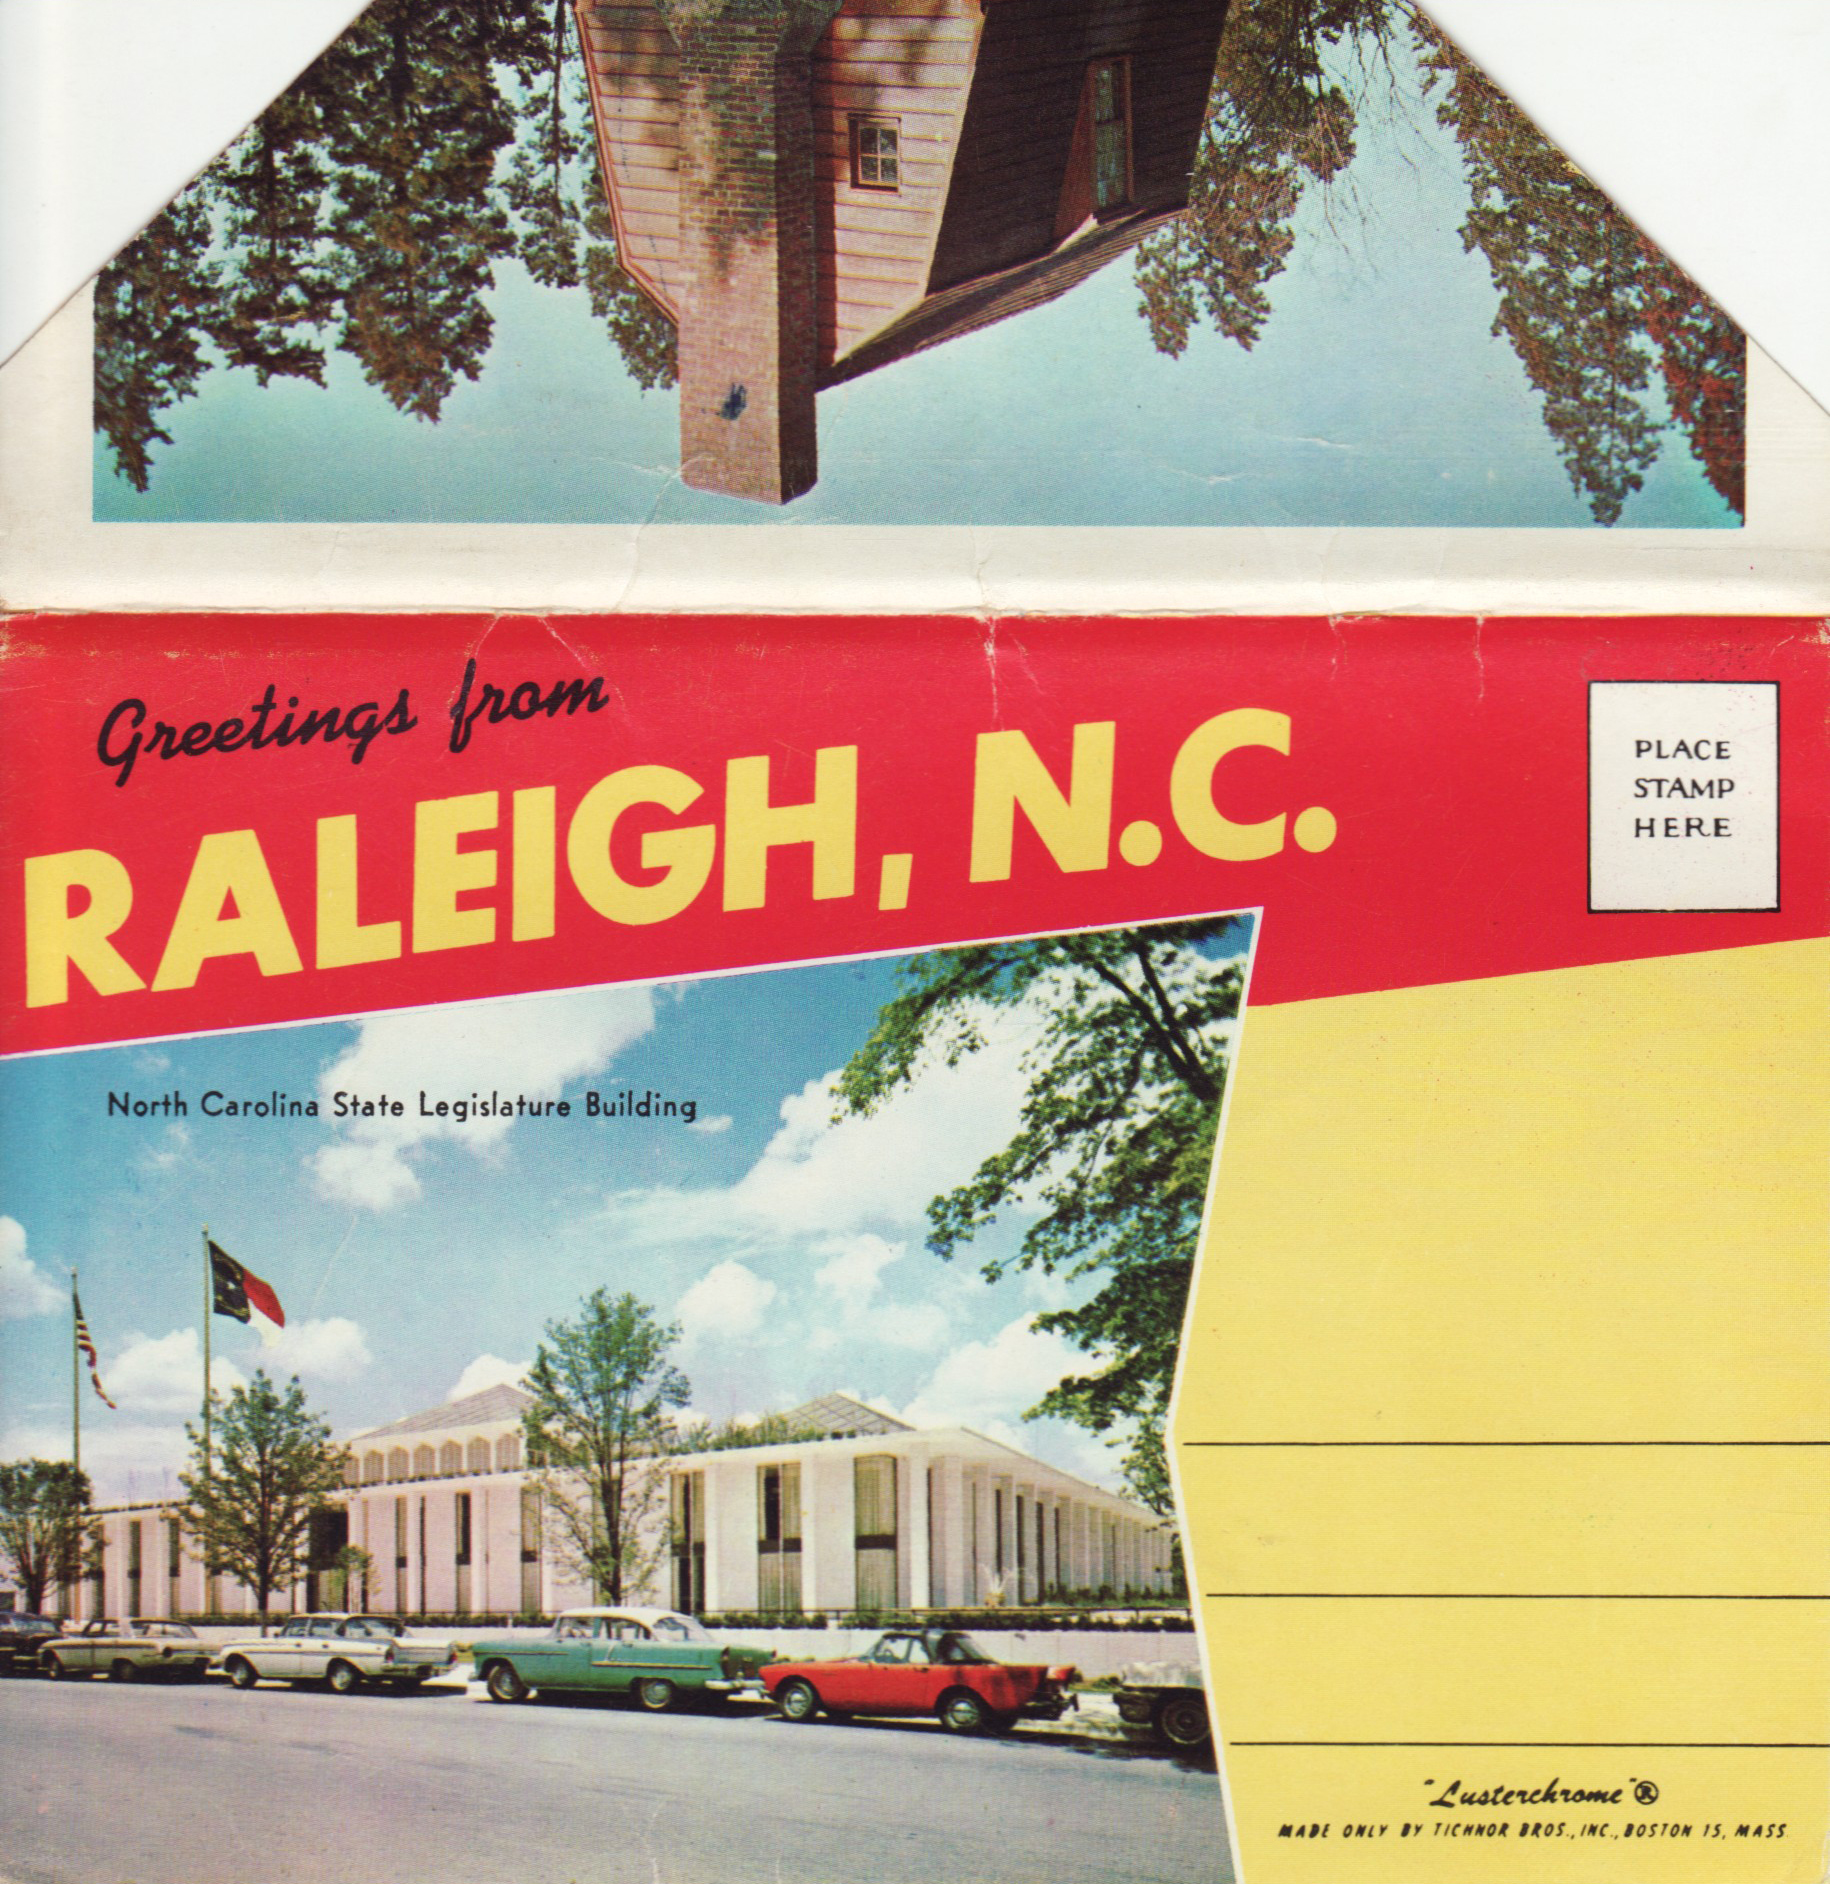 Greetings from
RALEIGH, N.C.
PLACE
STAMP
HERE
North Carolina State Legislature Building
"Lusterchrome"®
MADE ONLY BY TICHNOR BROS., INC., BOSTON 15, MASS.